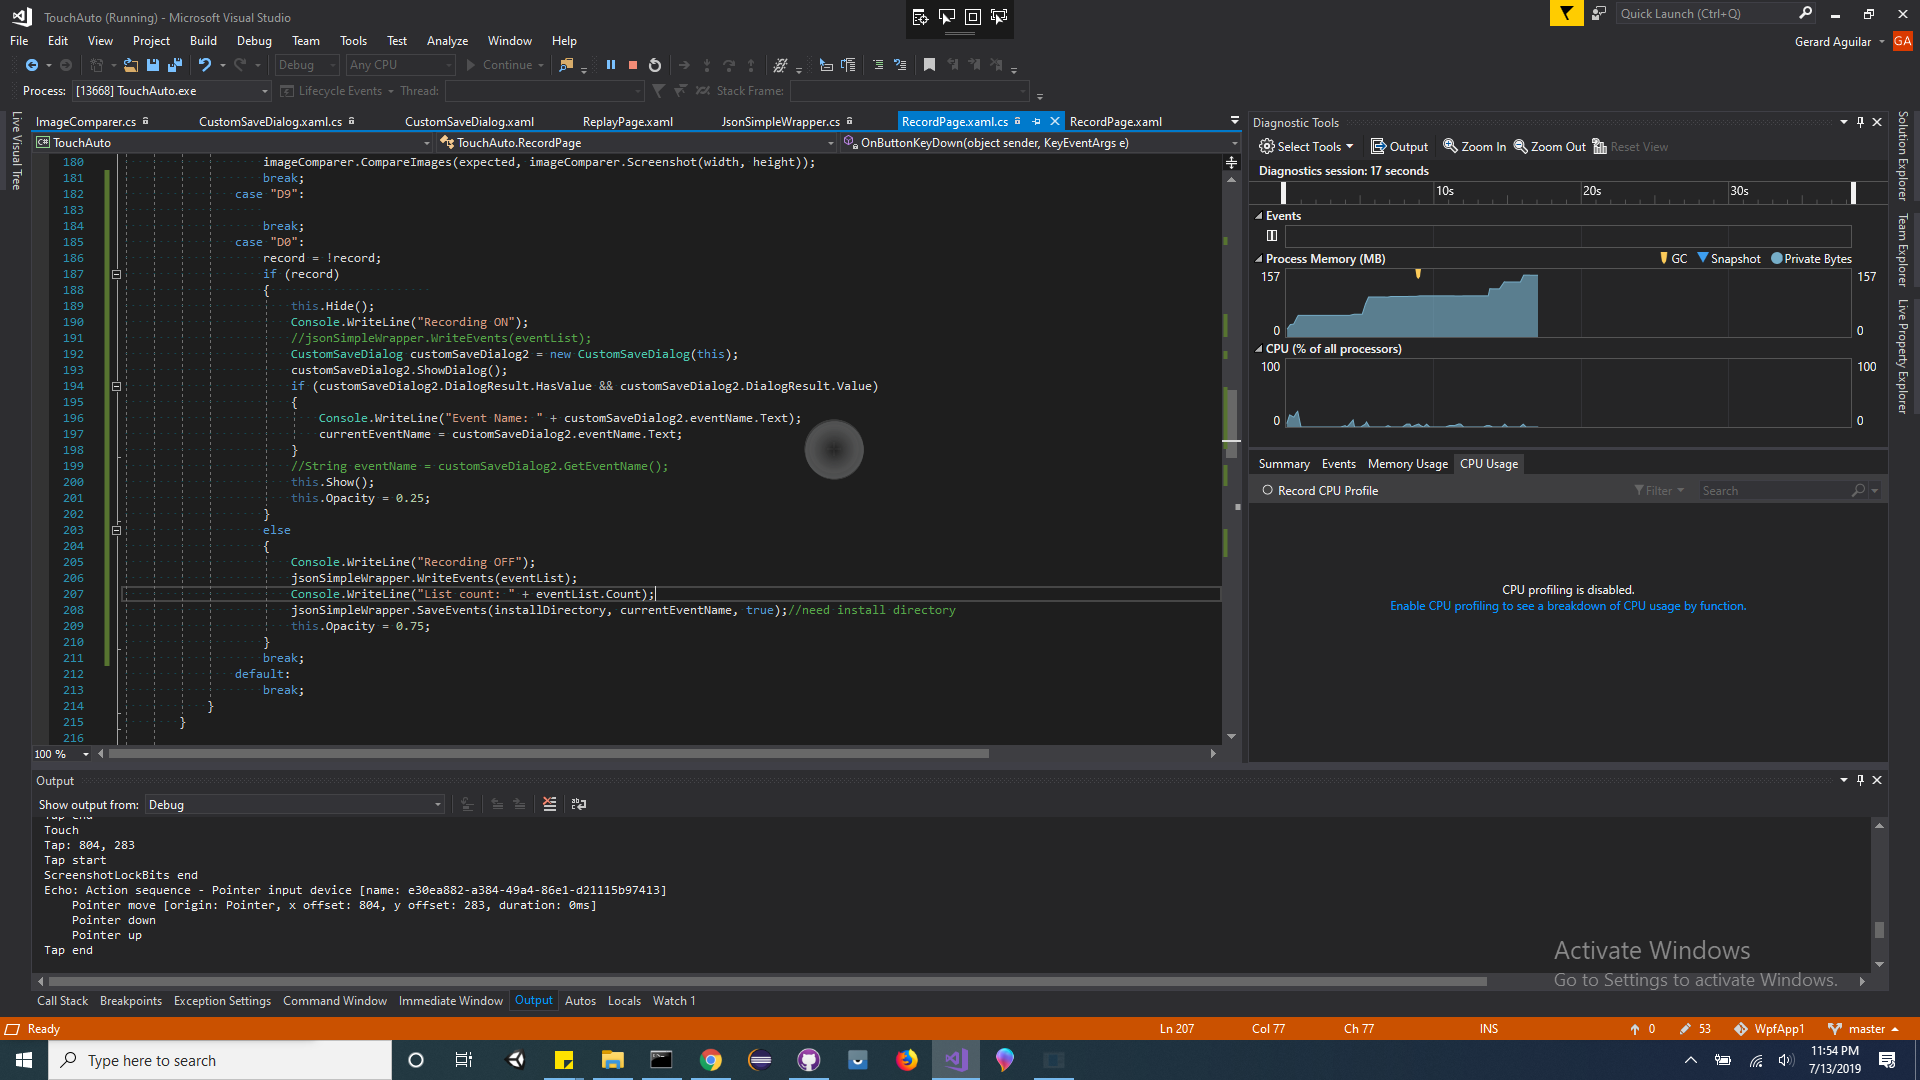 TouchAuto (Running) - Microsoft Visual Studio
Quick Launch (Ctrl+Q)
File Edit View Project Build Debug Team Tools Test Analyze Window Help
Gerard Aguilar GA
Debug Any CPU Continue
Process: [13668] TouchAuto.exe Lifecycle Events Thread: Stack Frame:
Live Visual Tree
ImageComparer.cs CustomSaveDialog.xaml.cs CustomSaveDialog.xaml ReplayPage.xaml JsonSimpleWrapper.cs RecordPage.xaml.cs RecordPage.xaml
TouchAuto TouchAuto.RecordPage OnButtonKeyDown(object sender, KeyEventArgs e)
180 imageComparer.CompareImages(expected, imageComparer.Screenshot(width, height));
181 break;
182 case "D9":
183
184 break;
185 case "D0":
186 record = !record;
187 if (record)
188 {
189 this.Hide();
190 Console.WriteLine("Recording ON");
191 //jsonSimpleWrapper.WriteEvents(eventList);
192 CustomSaveDialog customSaveDialog2 = new CustomSaveDialog(this);
193 customSaveDialog2.ShowDialog();
194 if (customSaveDialog2.DialogResult.HasValue && customSaveDialog2.DialogResult.Value)
195 {
196 Console.WriteLine("Event Name: " + customSaveDialog2.eventName.Text);
197 currentEventName = customSaveDialog2.eventName.Text;
198 }
199 //String eventName = customSaveDialog2.GetEventName();
200 this.Show();
201 this.Opacity = 0.25;
202 }
203 else
204 {
205 Console.WriteLine("Recording OFF");
206 jsonSimpleWrapper.WriteEvents(eventList);
207 Console.WriteLine("List count: " + eventList.Count);
208 jsonSimpleWrapper.SaveEvents(installDirectory, currentEventName, true);//need install directory
209 this.Opacity = 0.75;
210 }
211 break;
212 default:
213 break;
214 }
215 }
216
100 %
Diagnostic Tools
Select Tools Output Zoom In Zoom Out Reset View
Diagnostics session: 17 seconds
10s 20s 30s
Events
Process Memory (MB) GC Snapshot Private Bytes
157 157
0 0
CPU (% of all processors)
100 100
0 0
Summary Events Memory Usage CPU Usage
Record CPU Profile Filter Search
CPU profiling is disabled.
Enable CPU profiling to see a breakdown of CPU usage by function.
Solution Explorer
Team Explorer
Live Property Explorer
Output
Show output from: Debug
Tap end
Touch
Tap: 804, 283
Tap start
ScreenshotLockBits end
Echo: Action sequence - Pointer input device [name: e30ea882-a384-49a4-86e1-d21115b97413]
Pointer move [origin: Pointer, x offset: 804, y offset: 283, duration: 0ms]
Pointer down
Pointer up
Tap end
Activate Windows
Go to Settings to activate Windows.
Call Stack Breakpoints Exception Settings Command Window Immediate Window Output Autos Locals Watch 1
Ready Ln 207 Col 77 Ch 77 INS 0 53 WpfApp1 master
Type here to search
11:54 PM
7/13/2019